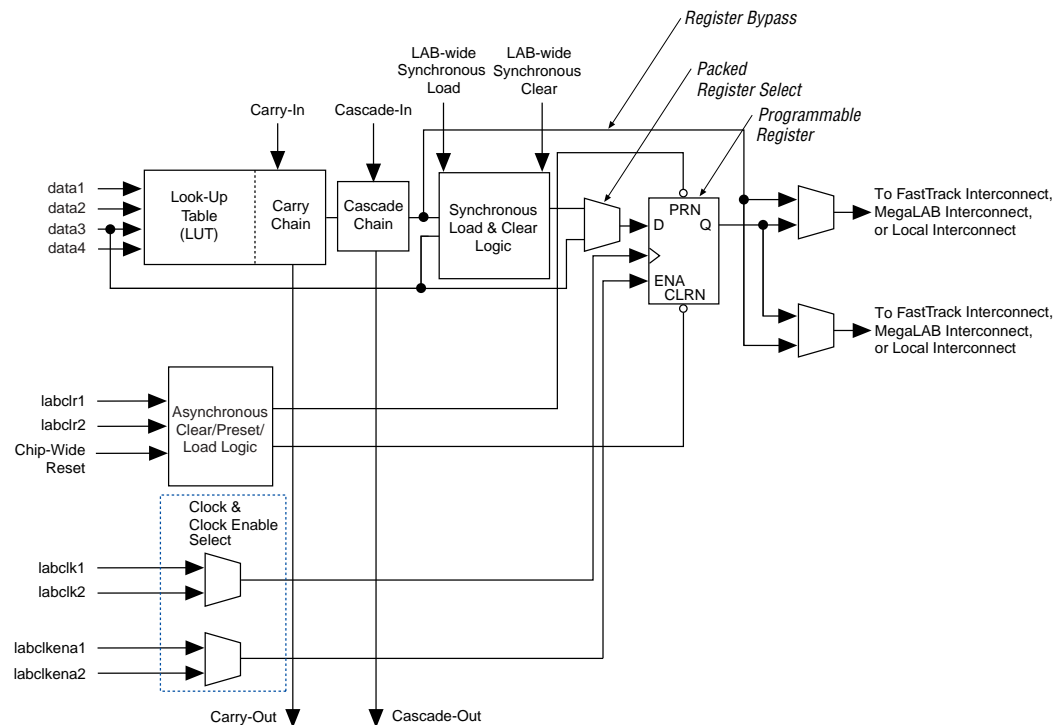 Register Bypass
LAB-wide
Synchronous
Load
LAB-wide
Synchronous
Clear
Packed
Register Select
Programmable
Register
Carry-In
Cascade-In
data1
data2
data3
data4
Look-Up
Table
(LUT)
Carry
Chain
Cascade
Chain
Synchronous
Load & Clear
Logic
PRN
D
Q
ENA
CLRN
To FastTrack Interconnect,
MegaLAB Interconnect,
or Local Interconnect
To FastTrack Interconnect,
MegaLAB Interconnect,
or Local Interconnect
labclr1
labclr2
Chip-Wide
Reset
Asynchronous
Clear/Preset/
Load Logic
Clock &
Clock Enable
Select
labclk1
labclk2
labclkena1
labclkena2
Carry-Out
Cascade-Out